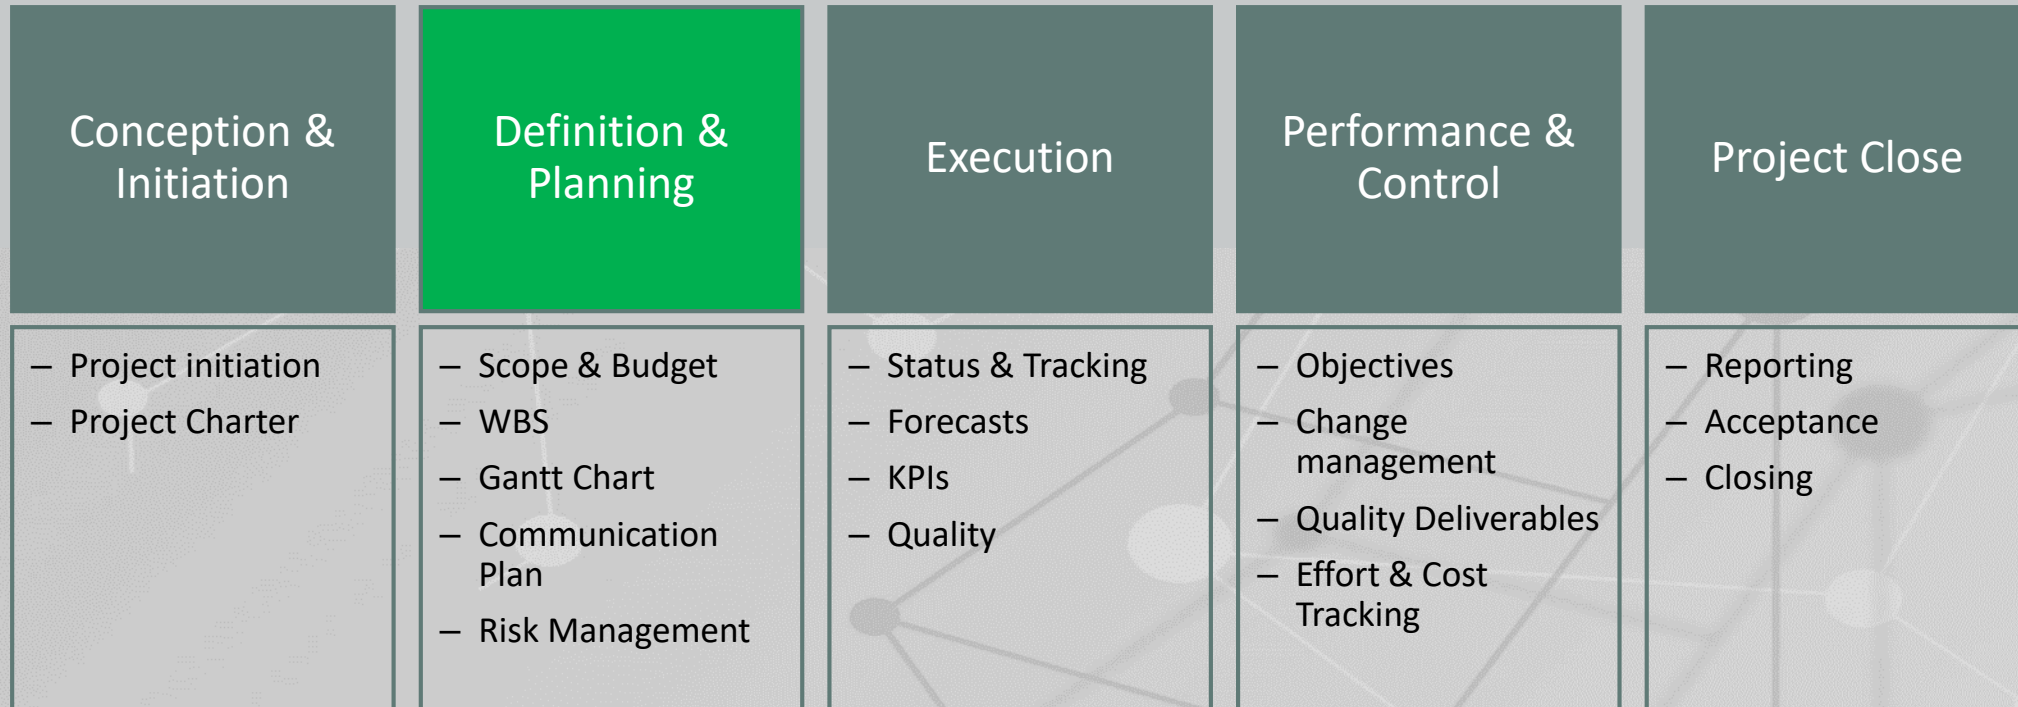 Conception &
Initiation
Definition &
Planning
Execution
Performance &
Control
Project Close
– Project initiation
– Project Charter
– Scope & Budget
– WBS
– Gantt Chart
– Communication
Plan
– Risk Management
– Status & Tracking
– Forecasts
– KPIs
– Quality
– Objectives
– Change
management
– Quality Deliverables
– Effort & Cost
Tracking
– Reporting
– Acceptance
– Closing